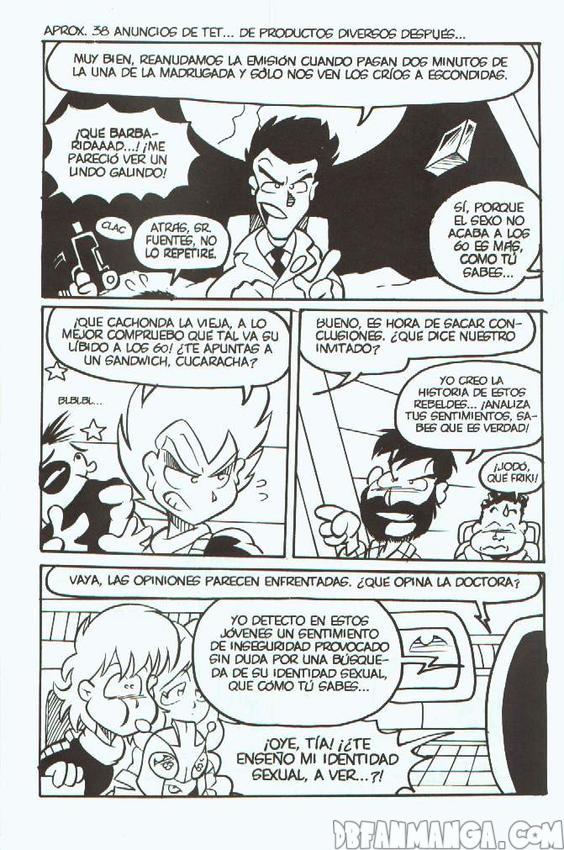 APROX. 38 ANUNCIOS DE TET... DE PRODUCTOS DIVERSOS DESPUÉS...
MUY BIEN, REANUDAMOS LA EMISIÓN CUANDO PASAN DOS MINUTOS DE
LA UNA DE LA MADRUGADA Y SÓLO NOS VEN LOS CRÍOS A ESCONDIDAS.
¡QUÉ BARBA-
RIDAAAD...! ¡ME
PARECIÓ VER UN
LINDO GALINDO!
CLAC
ATRÁS, SR.
FUENTES, NO
LO REPETIRÉ.
SÍ, PORQUE
EL SEXO NO
ACABA A LOS
60 ES MÁS,
COMO TÚ
SABES...
¡QUE CACHONDA LA VIEJA, A LO
MEJOR COMPRUEBO QUE TAL VA SU
LÍBIDO A LOS 60! ¿TE APUNTAS A
UN SANDWICH, CUCARACHA?
BLBLBL...
BUENO, ES HORA DE SACAR CON-
CLUSIONES. ¿QUÉ DICE NUESTRO
INVITADO?
YO CREO LA
HISTORIA DE ESTOS
REBELDES... ¡ANALIZA
TUS SENTIMIENTOS, SA-
BES QUE ES VERDAD!
¡JODÓ,
QUÉ FRIKI!
VAYA, LAS OPINIONES PARECEN ENFRENTADAS. ¿QUÉ OPINA LA DOCTORA?
YO DETECTO EN ESTOS
JÓVENES UN SENTIMIENTO
DE INSEGURIDAD PROVOCADO
SIN DUDA POR UNA BÚSQUE-
DA DE SU IDENTIDAD SEXUAL,
QUE CÓMO TÚ SABES...
¡OYE, TÍA! ¡¿TE
ENSEÑO MI IDENTIDAD
SEXUAL, A VER...?!
DBFANMANGA.COM